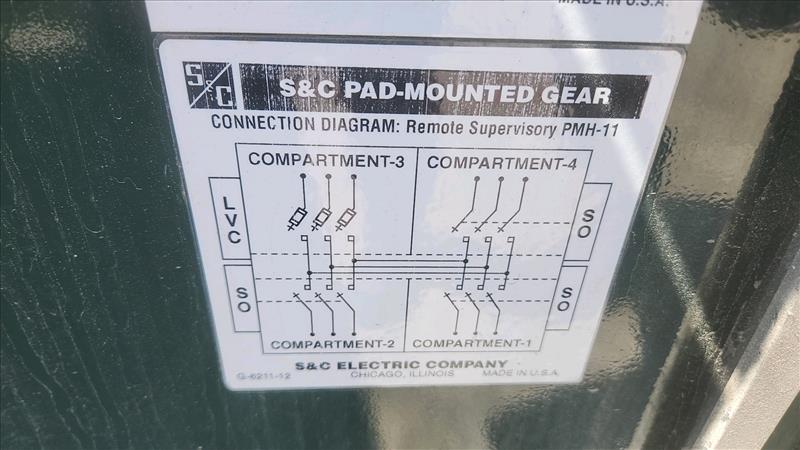 MADE IN U.S.A.
S&C
S&C PAD-MOUNTED GEAR
CONNECTION DIAGRAM: Remote Supervisory PMH-11
COMPARTMENT-3
COMPARTMENT-4
LVC
SO
SO
SO
COMPARTMENT-2
COMPARTMENT-1
S&C ELECTRIC COMPANY
G-6211-12
CHICAGO, ILLINOIS
MADE IN U.S.A.